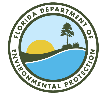 FLORIDA DEPARTMENT OF
ENVIRONMENTAL PROTECTION